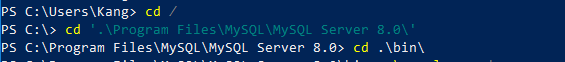 PS C:\Users\Kang> cd /
PS C:\> cd '.\Program Files\MySQL\MySQL Server 8.0\'
PS C:\Program Files\MySQL\MySQL Server 8.0> cd .\bin\